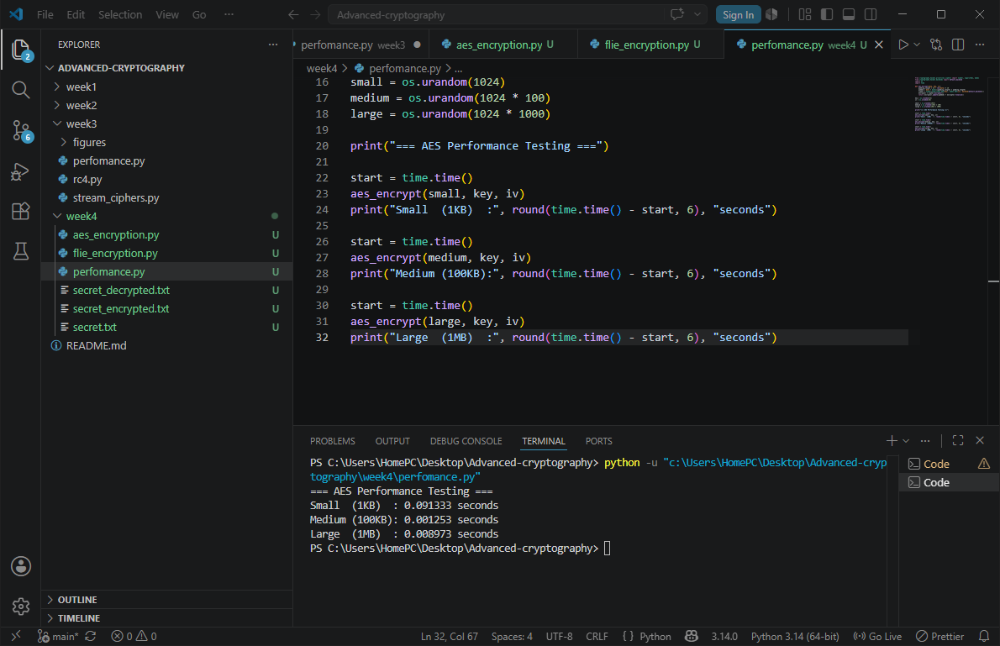 File Edit Selection View Go ··· Advanced-cryptography Sign In
EXPLORER ···
ADVANCED-CRYPTOGRAPHY
week1
week2
week3
figures
perfomance.py
rc4.py
stream_ciphers.py
week4
aes_encryption.py U
flie_encryption.py U
perfomance.py U
secret_decrypted.txt U
secret_encrypted.txt U
secret.txt U
README.md
OUTLINE
TIMELINE
2
6
perfomance.py week3
aes_encryption.py U
flie_encryption.py U
perfomance.py week4 U
week4 > perfomance.py > ...
16 small = os.urandom(1024)
17 medium = os.urandom(1024 * 100)
18 large = os.urandom(1024 * 1000)
19
20 print("=== AES Performance Testing ===")
21
22 start = time.time()
23 aes_encrypt(small, key, iv)
24 print("Small  (1KB)  :", round(time.time() - start, 6), "seconds")
25
26 start = time.time()
27 aes_encrypt(medium, key, iv)
28 print("Medium (100KB):", round(time.time() - start, 6), "seconds")
29
30 start = time.time()
31 aes_encrypt(large, key, iv)
32 print("Large  (1MB)  :", round(time.time() - start, 6), "seconds")
PROBLEMS OUTPUT DEBUG CONSOLE TERMINAL PORTS
PS C:\Users\HomePC\Desktop\Advanced-cryptography> python -u "c:\Users\HomePC\Desktop\Advanced-cryp
tography\week4\perfomance.py"
=== AES Performance Testing ===
Small  (1KB)  : 0.091333 seconds
Medium (100KB): 0.001253 seconds
Large  (1MB)  : 0.008973 seconds
PS C:\Users\HomePC\Desktop\Advanced-cryptography>
Code
Code
main* 0 0 Ln 32, Col 67 Spaces: 4 UTF-8 CRLF { } Python 3.14.0 Python 3.14 (64-bit) Go Live Prettier